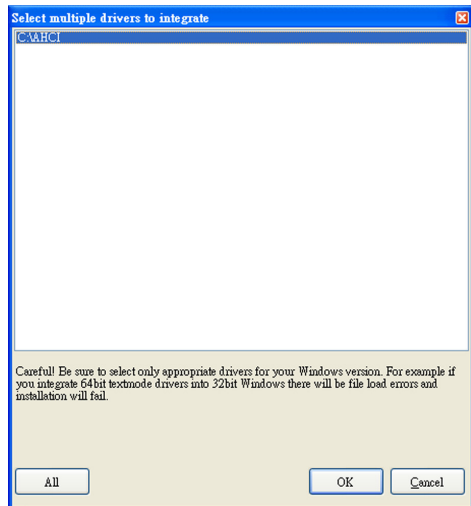 Select multiple drivers to integrate
C:\AHCI
Careful! Be sure to select only appropriate drivers for your Windows version. For example if
you integrate 64bit textmode drivers into 32bit Windows there will be file load errors and
installation will fail.
All OK Cancel